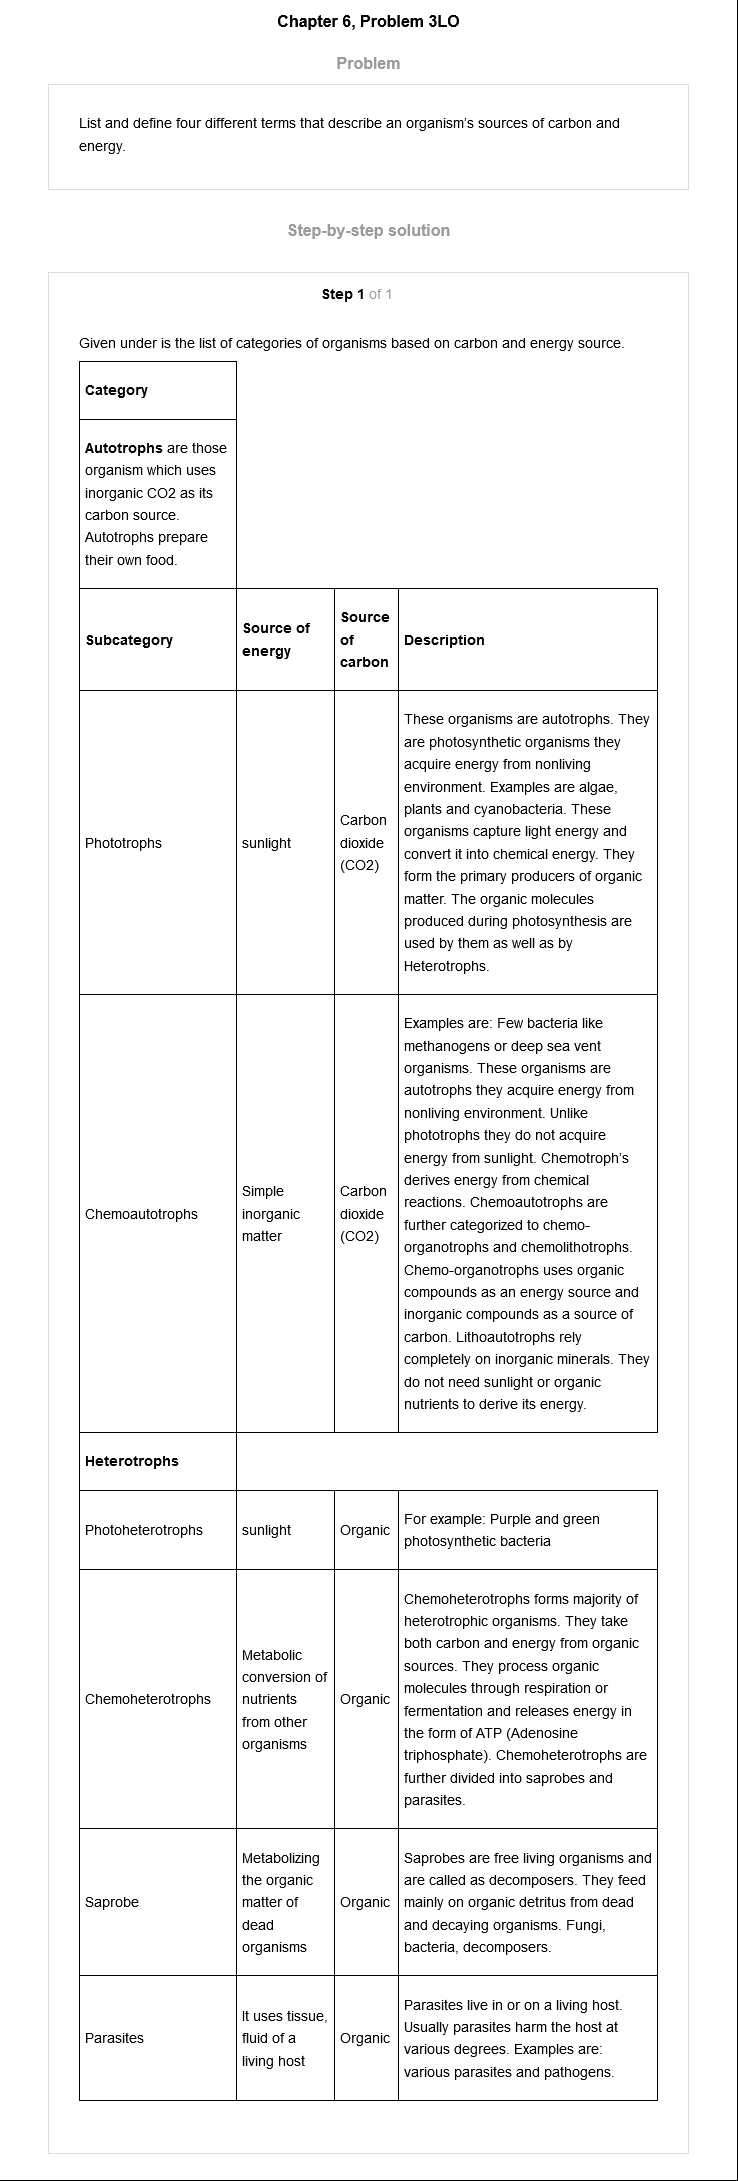 Chapter 6, Problem 3LO
Problem
List and define four different terms that describe an organism's sources of carbon and
energy.
Step-by-step solution
Step 1 of 1
Given under is the list of categories of organisms based on carbon and energy source.
Category
Autotrophs are those
organism which uses
inorganic CO2 as its
carbon source.
Autotrophs prepare
their own food.
Subcategory
Source of
energy
Source
of
carbon
Description
Phototrophs
sunlight
Carbon
dioxide
(CO2)
These organisms are autotrophs. They
are photosynthetic organisms they
acquire energy from nonliving
environment. Examples are algae,
plants and cyanobacteria. These
organisms capture light energy and
convert it into chemical energy. They
form the primary producers of organic
matter. The organic molecules
produced during photosynthesis are
used by them as well as by
Heterotrophs.
Chemoautotrophs
Simple
inorganic
matter
Carbon
dioxide
(CO2)
Examples are: Few bacteria like
methanogens or deep sea vent
organisms. These organisms are
autotrophs they acquire energy from
nonliving environment. Unlike
phototrophs they do not acquire
energy from sunlight. Chemotroph's
derives energy from chemical
reactions. Chemoautotrophs are
further categorized to chemo-
organotrophs and chemolithotrophs.
Chemo-organotrophs uses organic
compounds as an energy source and
inorganic compounds as a source of
carbon. Lithoautotrophs rely
completely on inorganic minerals. They
do not need sunlight or organic
nutrients to derive its energy.
Heterotrophs
Photoheterotrophs
sunlight
Organic
For example: Purple and green
photosynthetic bacteria
Chemoheterotrophs
Metabolic
conversion of
nutrients
from other
organisms
Organic
Chemoheterotrophs forms majority of
heterotrophic organisms. They take
both carbon and energy from organic
sources. They process organic
molecules through respiration or
fermentation and releases energy in
the form of ATP (Adenosine
triphosphate). Chemoheterotrophs are
further divided into saprobes and
parasites.
Saprobe
Metabolizing
the organic
matter of
dead
organisms
Organic
Saprobes are free living organisms and
are called as decomposers. They feed
mainly on organic detritus from dead
and decaying organisms. Fungi,
bacteria, decomposers.
Parasites
It uses tissue,
fluid of a
living host
Organic
Parasites live in or on a living host.
Usually parasites harm the host at
various degrees. Examples are:
various parasites and pathogens.